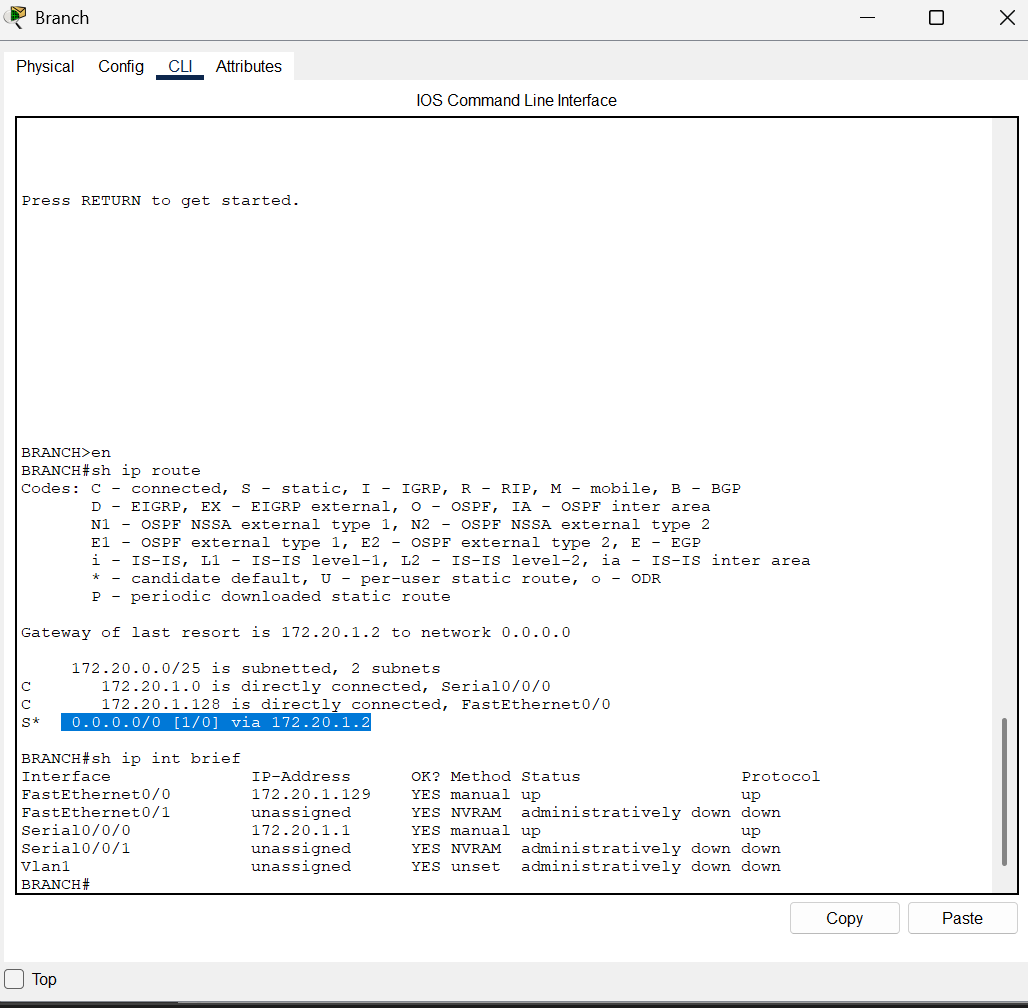 Branch
Physical Config CLI Attributes
IOS Command Line Interface
Press RETURN to get started.
BRANCH>en
BRANCH#sh ip route
Codes: C - connected, S - static, I - IGRP, R - RIP, M - mobile, B - BGP
       D - EIGRP, EX - EIGRP external, O - OSPF, IA - OSPF inter area
       N1 - OSPF NSSA external type 1, N2 - OSPF NSSA external type 2
       E1 - OSPF external type 1, E2 - OSPF external type 2, E - EGP
       i - IS-IS, L1 - IS-IS level-1, L2 - IS-IS level-2, ia - IS-IS inter area
       * - candidate default, U - per-user static route, o - ODR
       P - periodic downloaded static route
Gateway of last resort is 172.20.1.2 to network 0.0.0.0
     172.20.0.0/25 is subnetted, 2 subnets
C       172.20.1.0 is directly connected, Serial0/0/0
C       172.20.1.128 is directly connected, FastEthernet0/0
S*   0.0.0.0/0 [1/0] via 172.20.1.2
BRANCH#sh ip int brief
Interface              IP-Address      OK? Method Status                Protocol
FastEthernet0/0        172.20.1.129    YES manual up                    up
FastEthernet0/1        unassigned      YES NVRAM  administratively down down
Serial0/0/0            172.20.1.1      YES manual up                    up
Serial0/0/1            unassigned      YES NVRAM  administratively down down
Vlan1                  unassigned      YES unset  administratively down down
BRANCH#
Copy Paste
Top